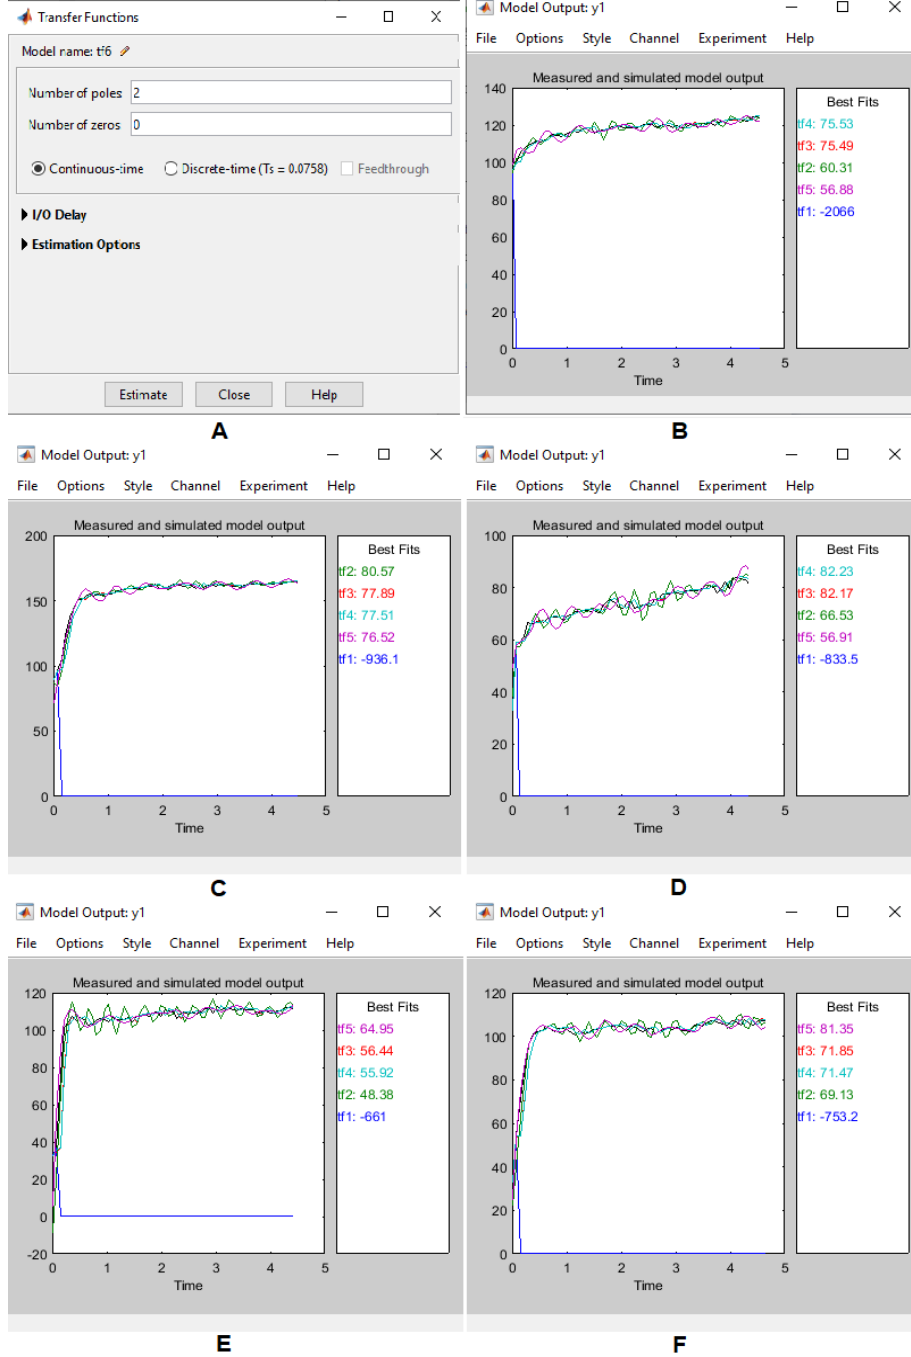 Transfer Functions
Model name: tf6
Number of poles: 2
Number of zeros: 0
Continuous-time Discrete-time (Ts = 0.0758) Feedthrough
I/O Delay
Estimation Options
Estimate Close Help
A
Model Output: y1
File Options Style Channel Experiment Help
Measured and simulated model output
140
120
100
80
60
40
20
0
0 1 2 3 4 5
Time
Best Fits
tf4: 75.53
tf3: 75.49
tf2: 60.31
tf5: 56.88
tf1: -2066
B
Model Output: y1
File Options Style Channel Experiment Help
Measured and simulated model output
200
150
100
50
0
0 1 2 3 4 5
Time
Best Fits
tf2: 80.57
tf3: 77.89
tf4: 77.51
tf5: 76.52
tf1: -936.1
C
Model Output: y1
File Options Style Channel Experiment Help
Measured and simulated model output
100
80
60
40
20
0
0 1 2 3 4 5
Time
Best Fits
tf4: 82.23
tf3: 82.17
tf2: 66.53
tf5: 56.91
tf1: -833.5
D
Model Output: y1
File Options Style Channel Experiment Help
Measured and simulated model output
120
100
80
60
40
20
0
-20
0 1 2 3 4 5
Time
Best Fits
tf5: 64.95
tf3: 56.44
tf4: 55.92
tf2: 48.38
tf1: -661
E
Model Output: y1
File Options Style Channel Experiment Help
Measured and simulated model output
120
100
80
60
40
20
0
0 1 2 3 4 5
Time
Best Fits
tf5: 81.35
tf3: 71.85
tf4: 71.47
tf2: 69.13
tf1: -753.2
F